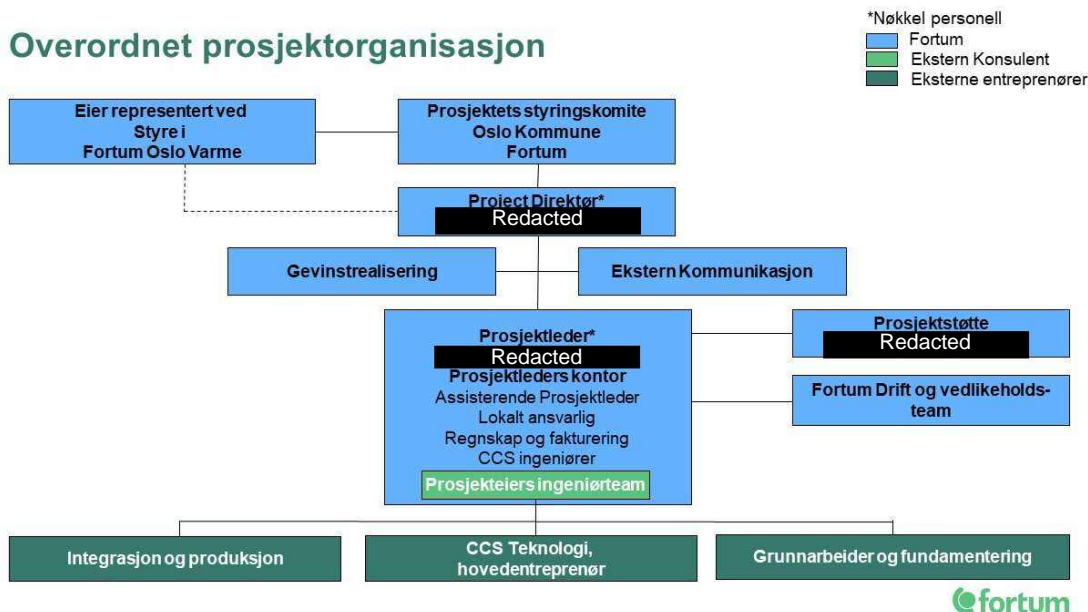 Overordnet prosjektorganisasjon
*Nøkkel personell
Fortum
Ekstern Konsulent
Eksterne entreprenører
Eier representert ved
Styre i
Fortum Oslo Varme
Prosjektets styringskomite
Oslo Kommune
Fortum
Project Direktør*
Redacted
Gevinstrealisering
Ekstern Kommunikasjon
Prosjektleder*
Redacted
Prosjektleders kontor
Assisterende Prosjektleder
Lokalt ansvarlig
Regnskap og fakturering
CCS ingeniører
Prosjekteiers ingeniørteam
Prosjektstøtte
Redacted
Fortum Drift og vedlikeholds-
team
Integrasjon og produksjon
CCS Teknologi,
hovedentreprenør
Grunnarbeider og fundamentering
fortum